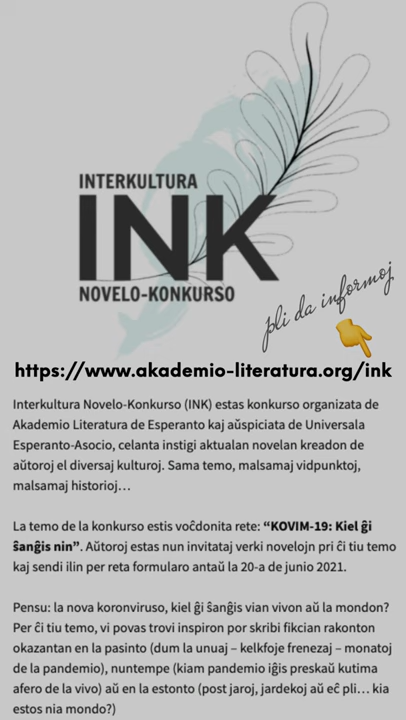 INTERKULTURA
INK
NOVELO-KONKURSO
pli da informoj
https://www.akademio-literatura.org/ink
Interkultura Novelo-Konkurso (INK) estas konkurso organizata de
Akademio Literatura de Esperanto kaj aŭspiciata de Universala
Esperanto-Asocio, celanta instigi aktualan novelan kreadon de
aŭtoroj el diversaj kulturoj. Sama temo, malsamaj vidpunktoj,
malsamaj historioj…
La temo de la konkurso estis voĉdonita rete: “KOVIM-19: Kiel ĝi
ŝanĝis nin”. Aŭtoroj estas nun invitataj verki novelojn pri ĉi tiu temo
kaj sendi ilin per reta formularo antaŭ la 20-a de junio 2021.
Pensu: la nova koronviruso, kiel ĝi ŝanĝis vian vivon aŭ la mondon?
Per ĉi tiu temo, vi povas trovi inspiron por skribi fikcian rakonton
okazantan en la pasinto (dum la unuaj – kelkfoje frenezaj – monatoj
de la pandemio), nuntempe (kiam pandemio iĝis preskaŭ kutima
afero de la vivo) aŭ en la estonto (post jaroj, jardekoj aŭ eĉ pli… kia
estos nia mondo?)